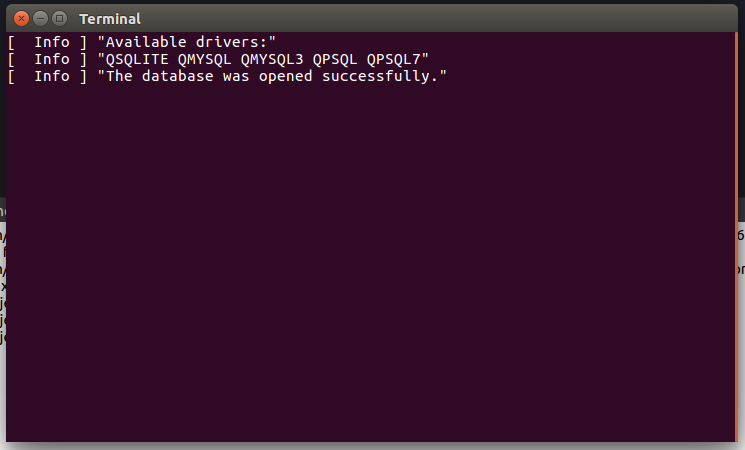 Terminal
[  Info ] "Available drivers:"
[  Info ] "QSQLITE QMYSQL QMYSQL3 QPSQL QPSQL7"
[  Info ] "The database was opened successfully."